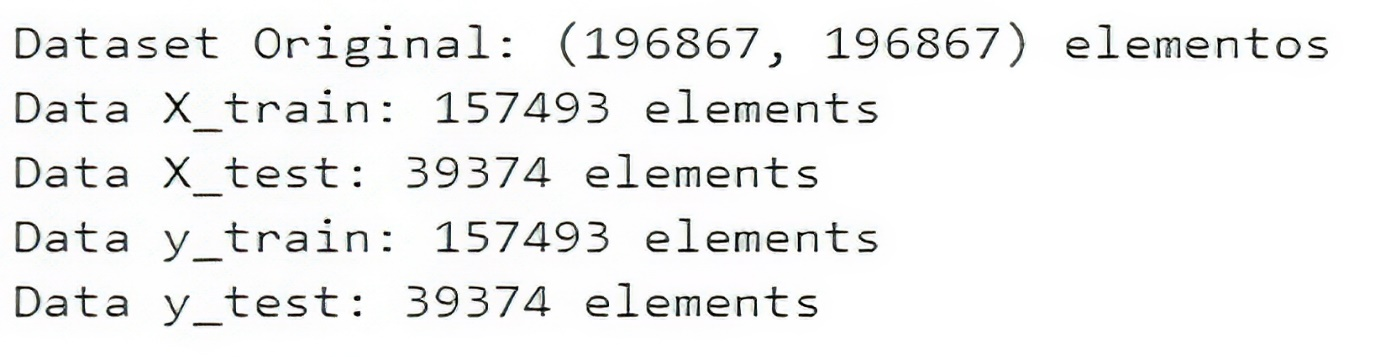 Dataset Original: (196867, 196867) elementos
Data X_train: 157493 elements
Data X_test: 39374 elements
Data y_train: 157493 elements
Data y_test: 39374 elements